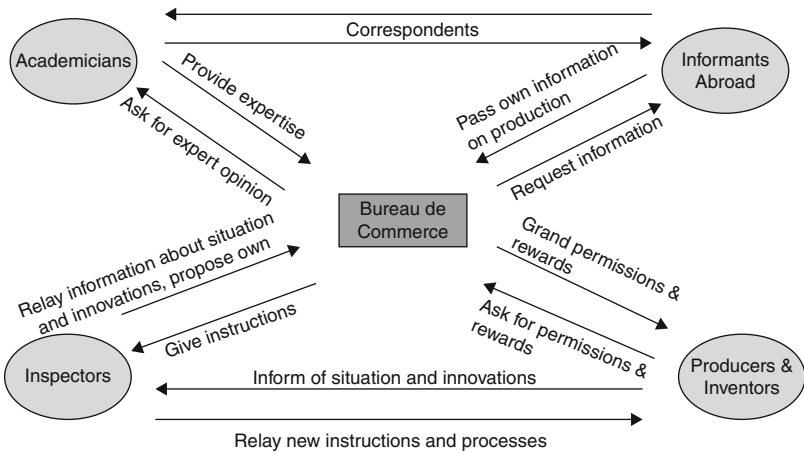 Correspondents
Academicians
Informants
Abroad
Provide expertise
Ask for expert opinion
Pass own information
on production
Request information
Bureau de
Commerce
Relay information about situation
and innovations, propose own
Give instructions
Grand permissions &
rewards
Ask for permissions &
rewards
Inspectors
Producers &
Inventors
Inform of situation and innovations
Relay new instructions and processes